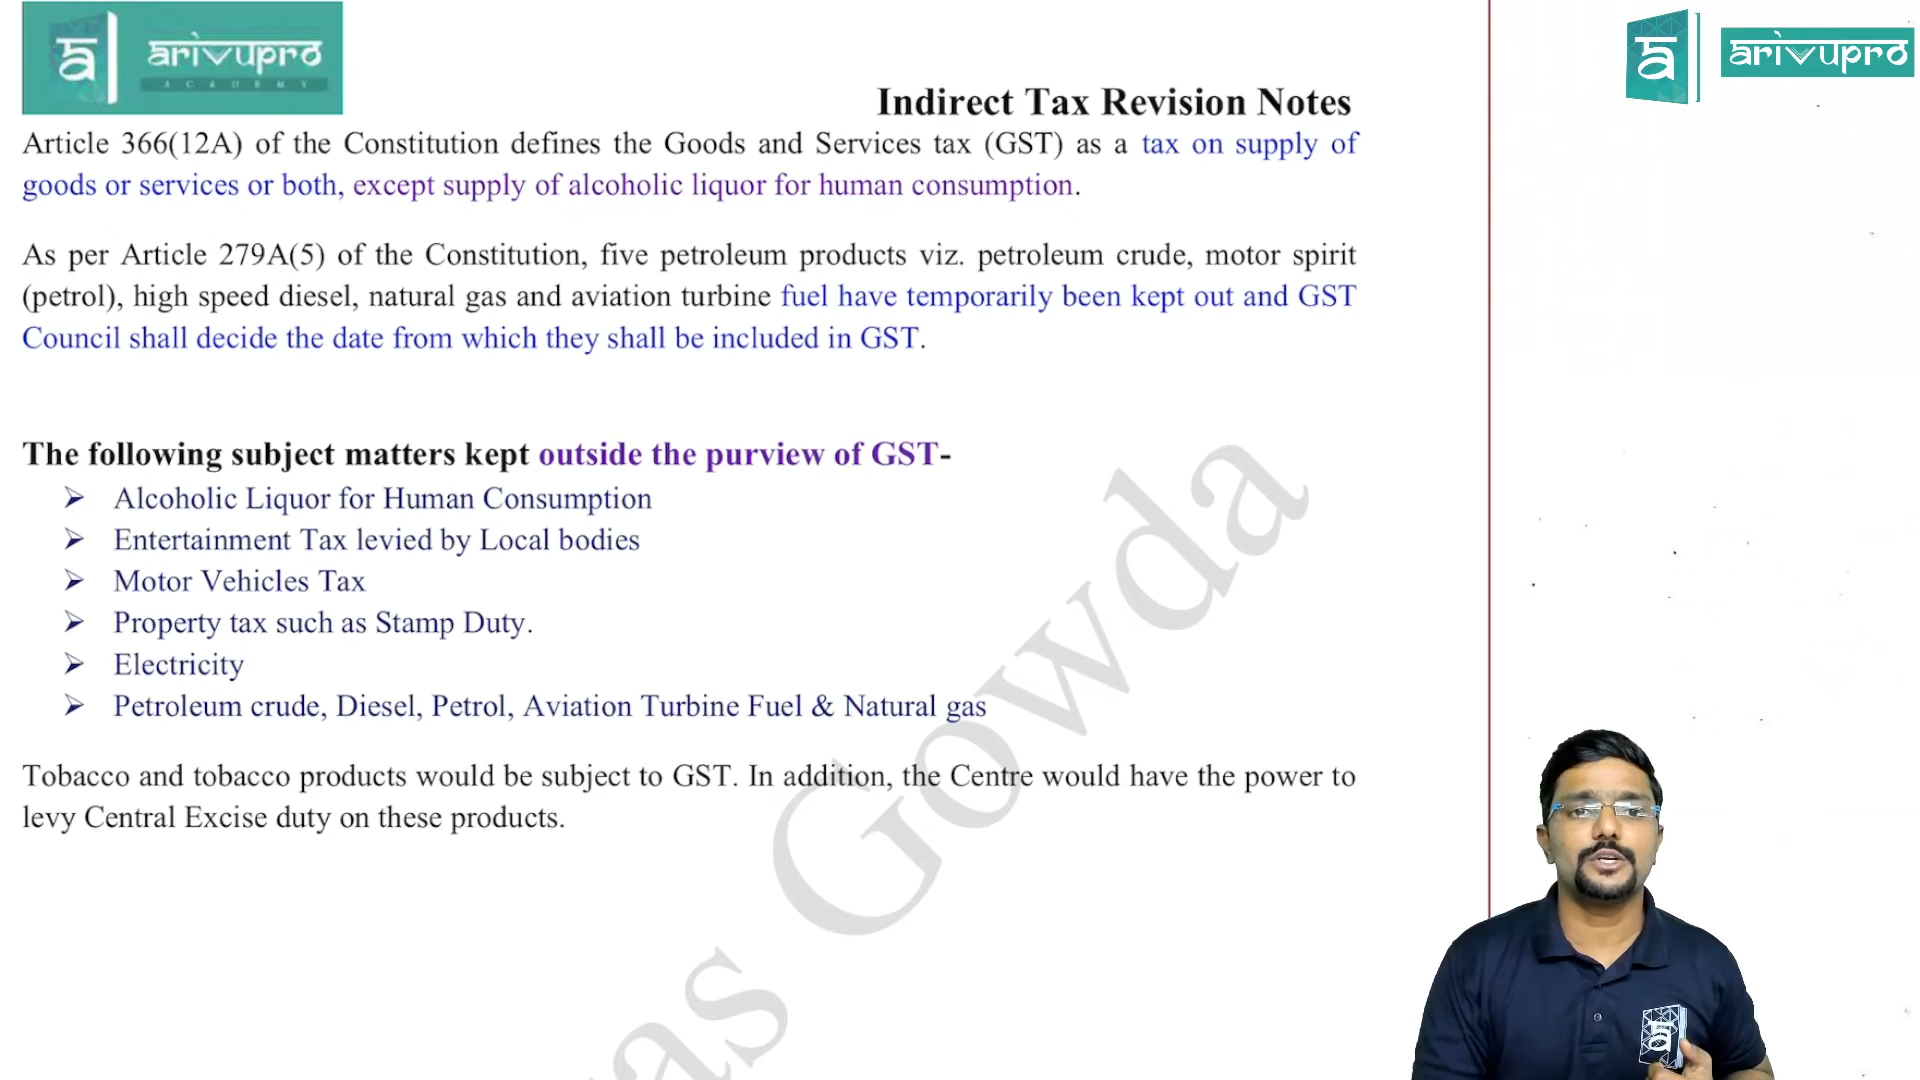 arivupro
ACADEMY
arivupro
Indirect Tax Revision Notes
Article 366(12A) of the Constitution defines the Goods and Services tax (GST) as a tax on supply of
goods or services or both, except supply of alcoholic liquor for human consumption.
As per Article 279A(5) of the Constitution, five petroleum products viz. petroleum crude, motor spirit
(petrol), high speed diesel, natural gas and aviation turbine fuel have temporarily been kept out and GST
Council shall decide the date from which they shall be included in GST.
The following subject matters kept outside the purview of GST-
➢ Alcoholic Liquor for Human Consumption
➢ Entertainment Tax levied by Local bodies
➢ Motor Vehicles Tax
➢ Property tax such as Stamp Duty.
➢ Electricity
➢ Petroleum crude, Diesel, Petrol, Aviation Turbine Fuel & Natural gas
Tobacco and tobacco products would be subject to GST. In addition, the Centre would have the power to
levy Central Excise duty on these products.
Gowda